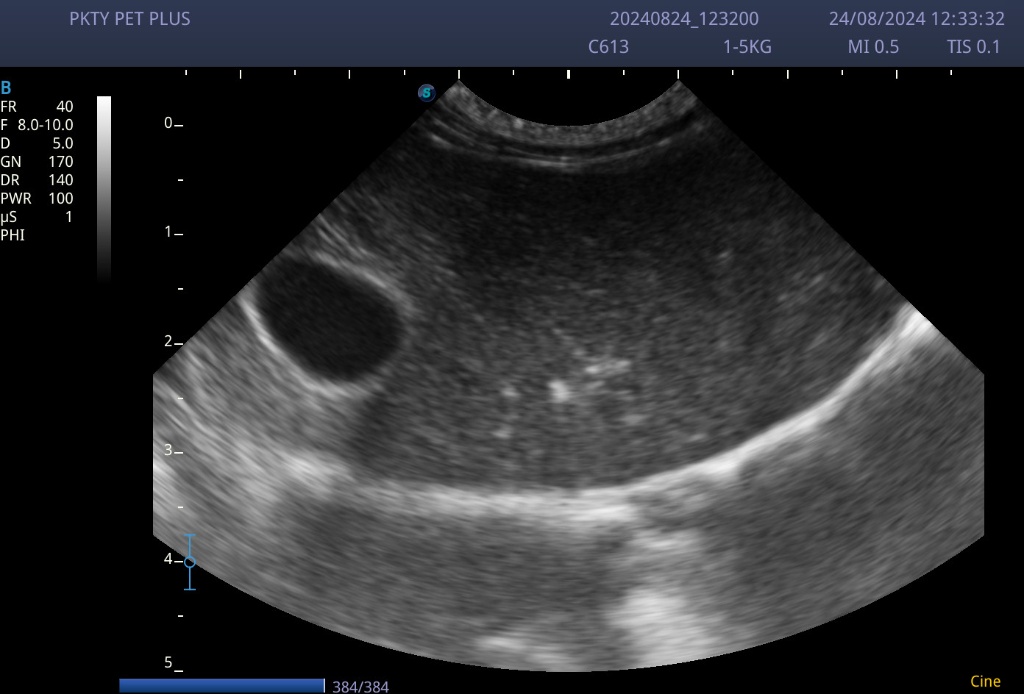 PKTY PET PLUS
20240824_123200 24/08/2024 12:33:32
C613 1-5KG MI 0.5 TIS 0.1
B
FR 40
F 8.0-10.0
D 5.0
GN 170
DR 140
PWR 100
µS 1
PHI
S
0
1
2
3
4
5
384/384
Cine